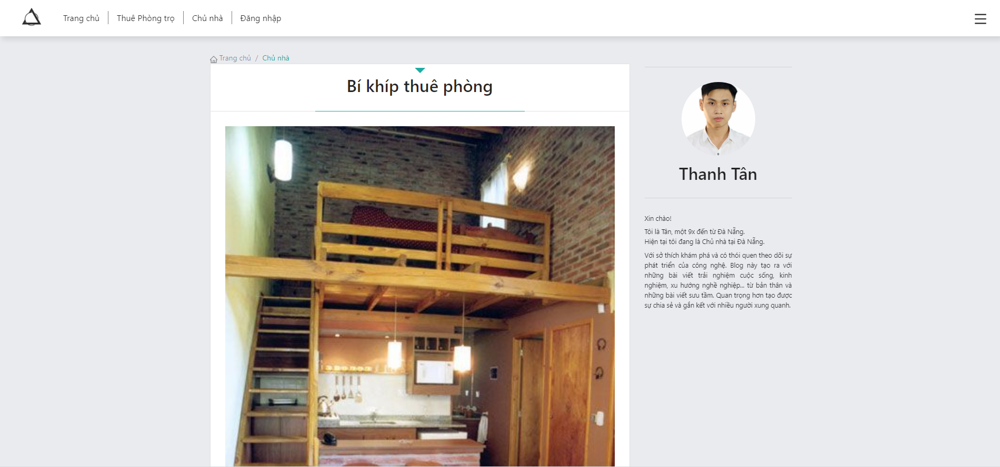 Trang chủ
Thuê Phòng trọ
Chủ nhà
Đăng nhập
Trang chủ / Chủ nhà
Bí khíp thuê phòng
Thanh Tân
Xin chào!
Tôi là Tân, một 9x đến từ Đà Nẵng.
Hiện tại tôi đang là Chủ nhà tại Đà Nẵng.
Với sở thích khám phá và có thói quen theo dõi sự
phát triển của công nghệ. Blog này tạo ra với
những bài viết trải nghiệm cuộc sống, kinh
nghiệm, xu hướng nghề nghiệp... từ bản thân và
những bài viết sưu tầm. Quan trọng hơn tạo được
sự chia sẻ và gắn kết với nhiều người xung quanh.